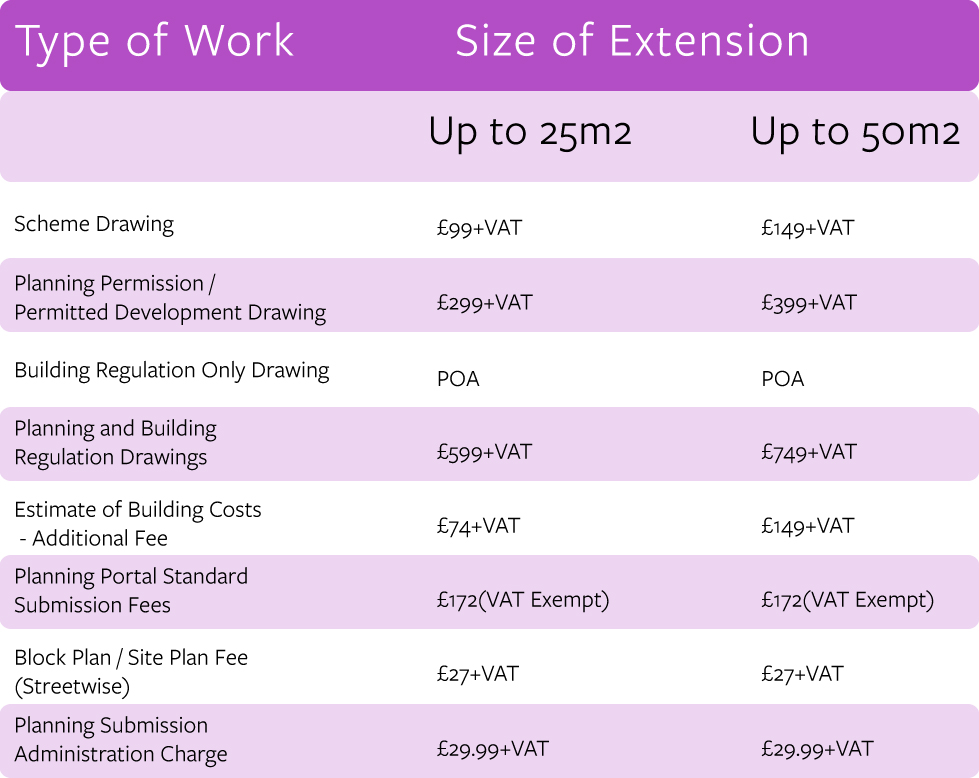 Type of Work Size of Extension
Up to 25m2 Up to 50m2
Scheme Drawing £99+VAT £149+VAT
Planning Permission /
Permitted Development Drawing £299+VAT £399+VAT
Building Regulation Only Drawing POA POA
Planning and Building
Regulation Drawings £599+VAT £749+VAT
Estimate of Building Costs
- Additional Fee £74+VAT £149+VAT
Planning Portal Standard
Submission Fees £172(VAT Exempt) £172(VAT Exempt)
Block Plan / Site Plan Fee
(Streetwise) £27+VAT £27+VAT
Planning Submission
Administration Charge £29.99+VAT £29.99+VAT